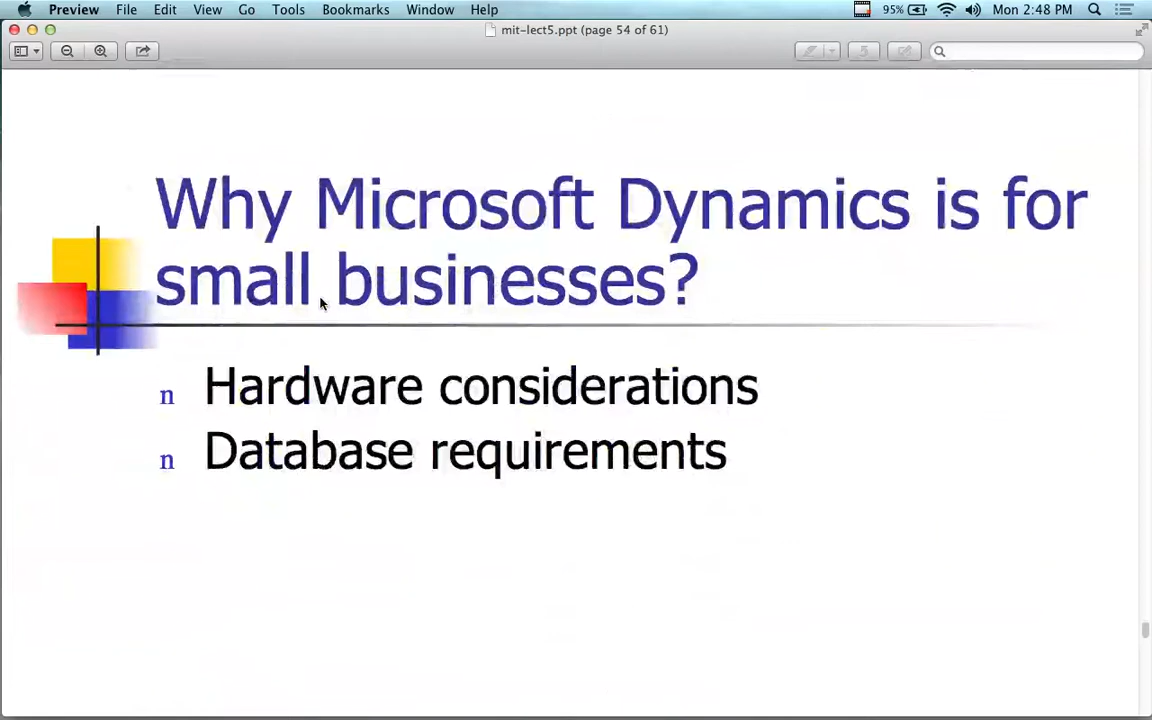 Preview File Edit View Go Tools Bookmarks Window Help 95% Mon 2:48 PM
mit-lect5.ppt (page 54 of 61)
Why Microsoft Dynamics is for
small businesses?
n Hardware considerations
n Database requirements